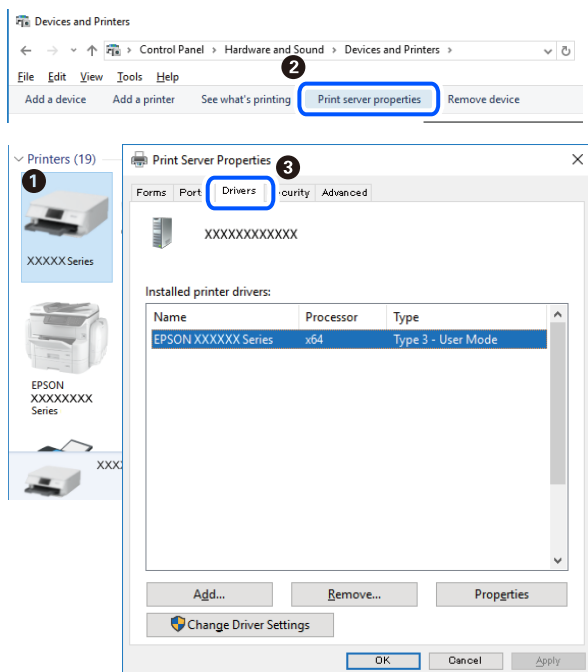 Devices and Printers
Control Panel > Hardware and Sound > Devices and Printers >
2
File Edit View Tools Help
Add a device Add a printer See what's printing Print server properties Remove device
Printers (19)
1
XXXXX Series
EPSON
XXXXXXXX
Series
XXX
Print Server Properties
3
Forms Port Drivers curity Advanced
XXXXXXXXXXXX
Installed printer drivers:
Name Processor Type
EPSON XXXXXX Series x64 Type 3 - User Mode
Add... Remove... Properties
Change Driver Settings
OK Cancel Apply